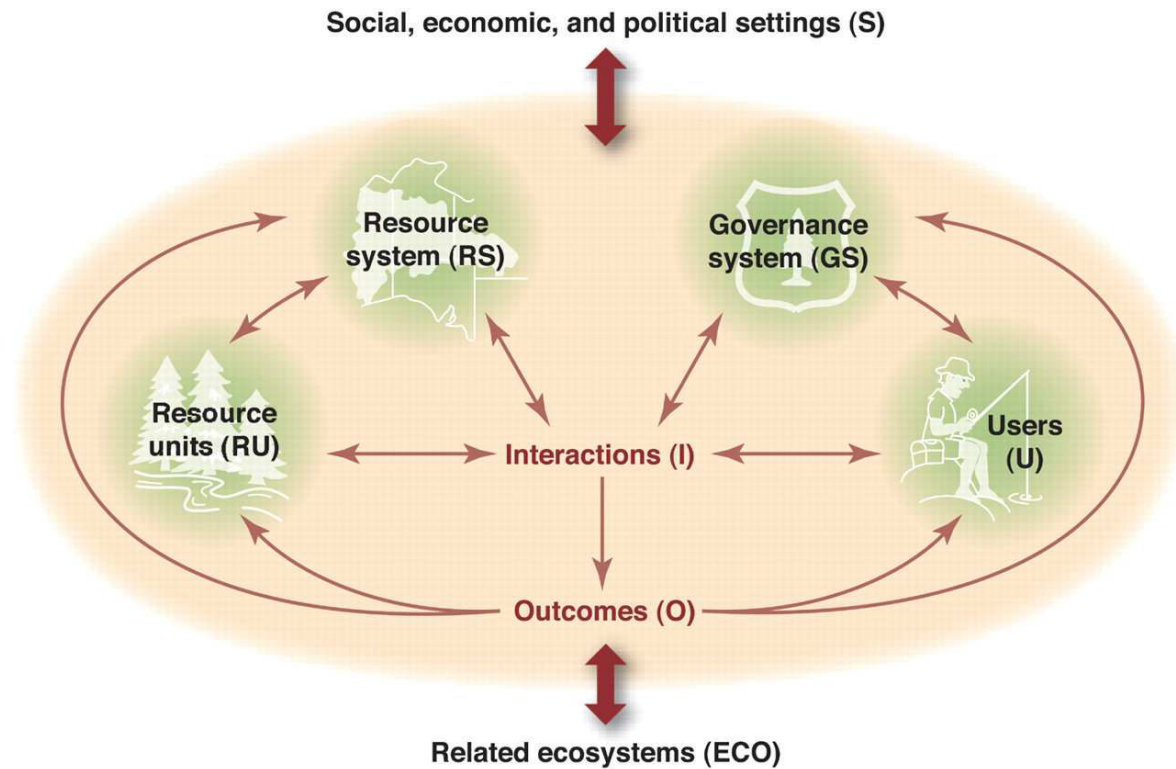 Social, economic, and political settings (S)
Resource
system (RS)
Governance
system (GS)
Resource
units (RU)
Users
(U)
Interactions (I)
Outcomes (O)
Related ecosystems (ECO)